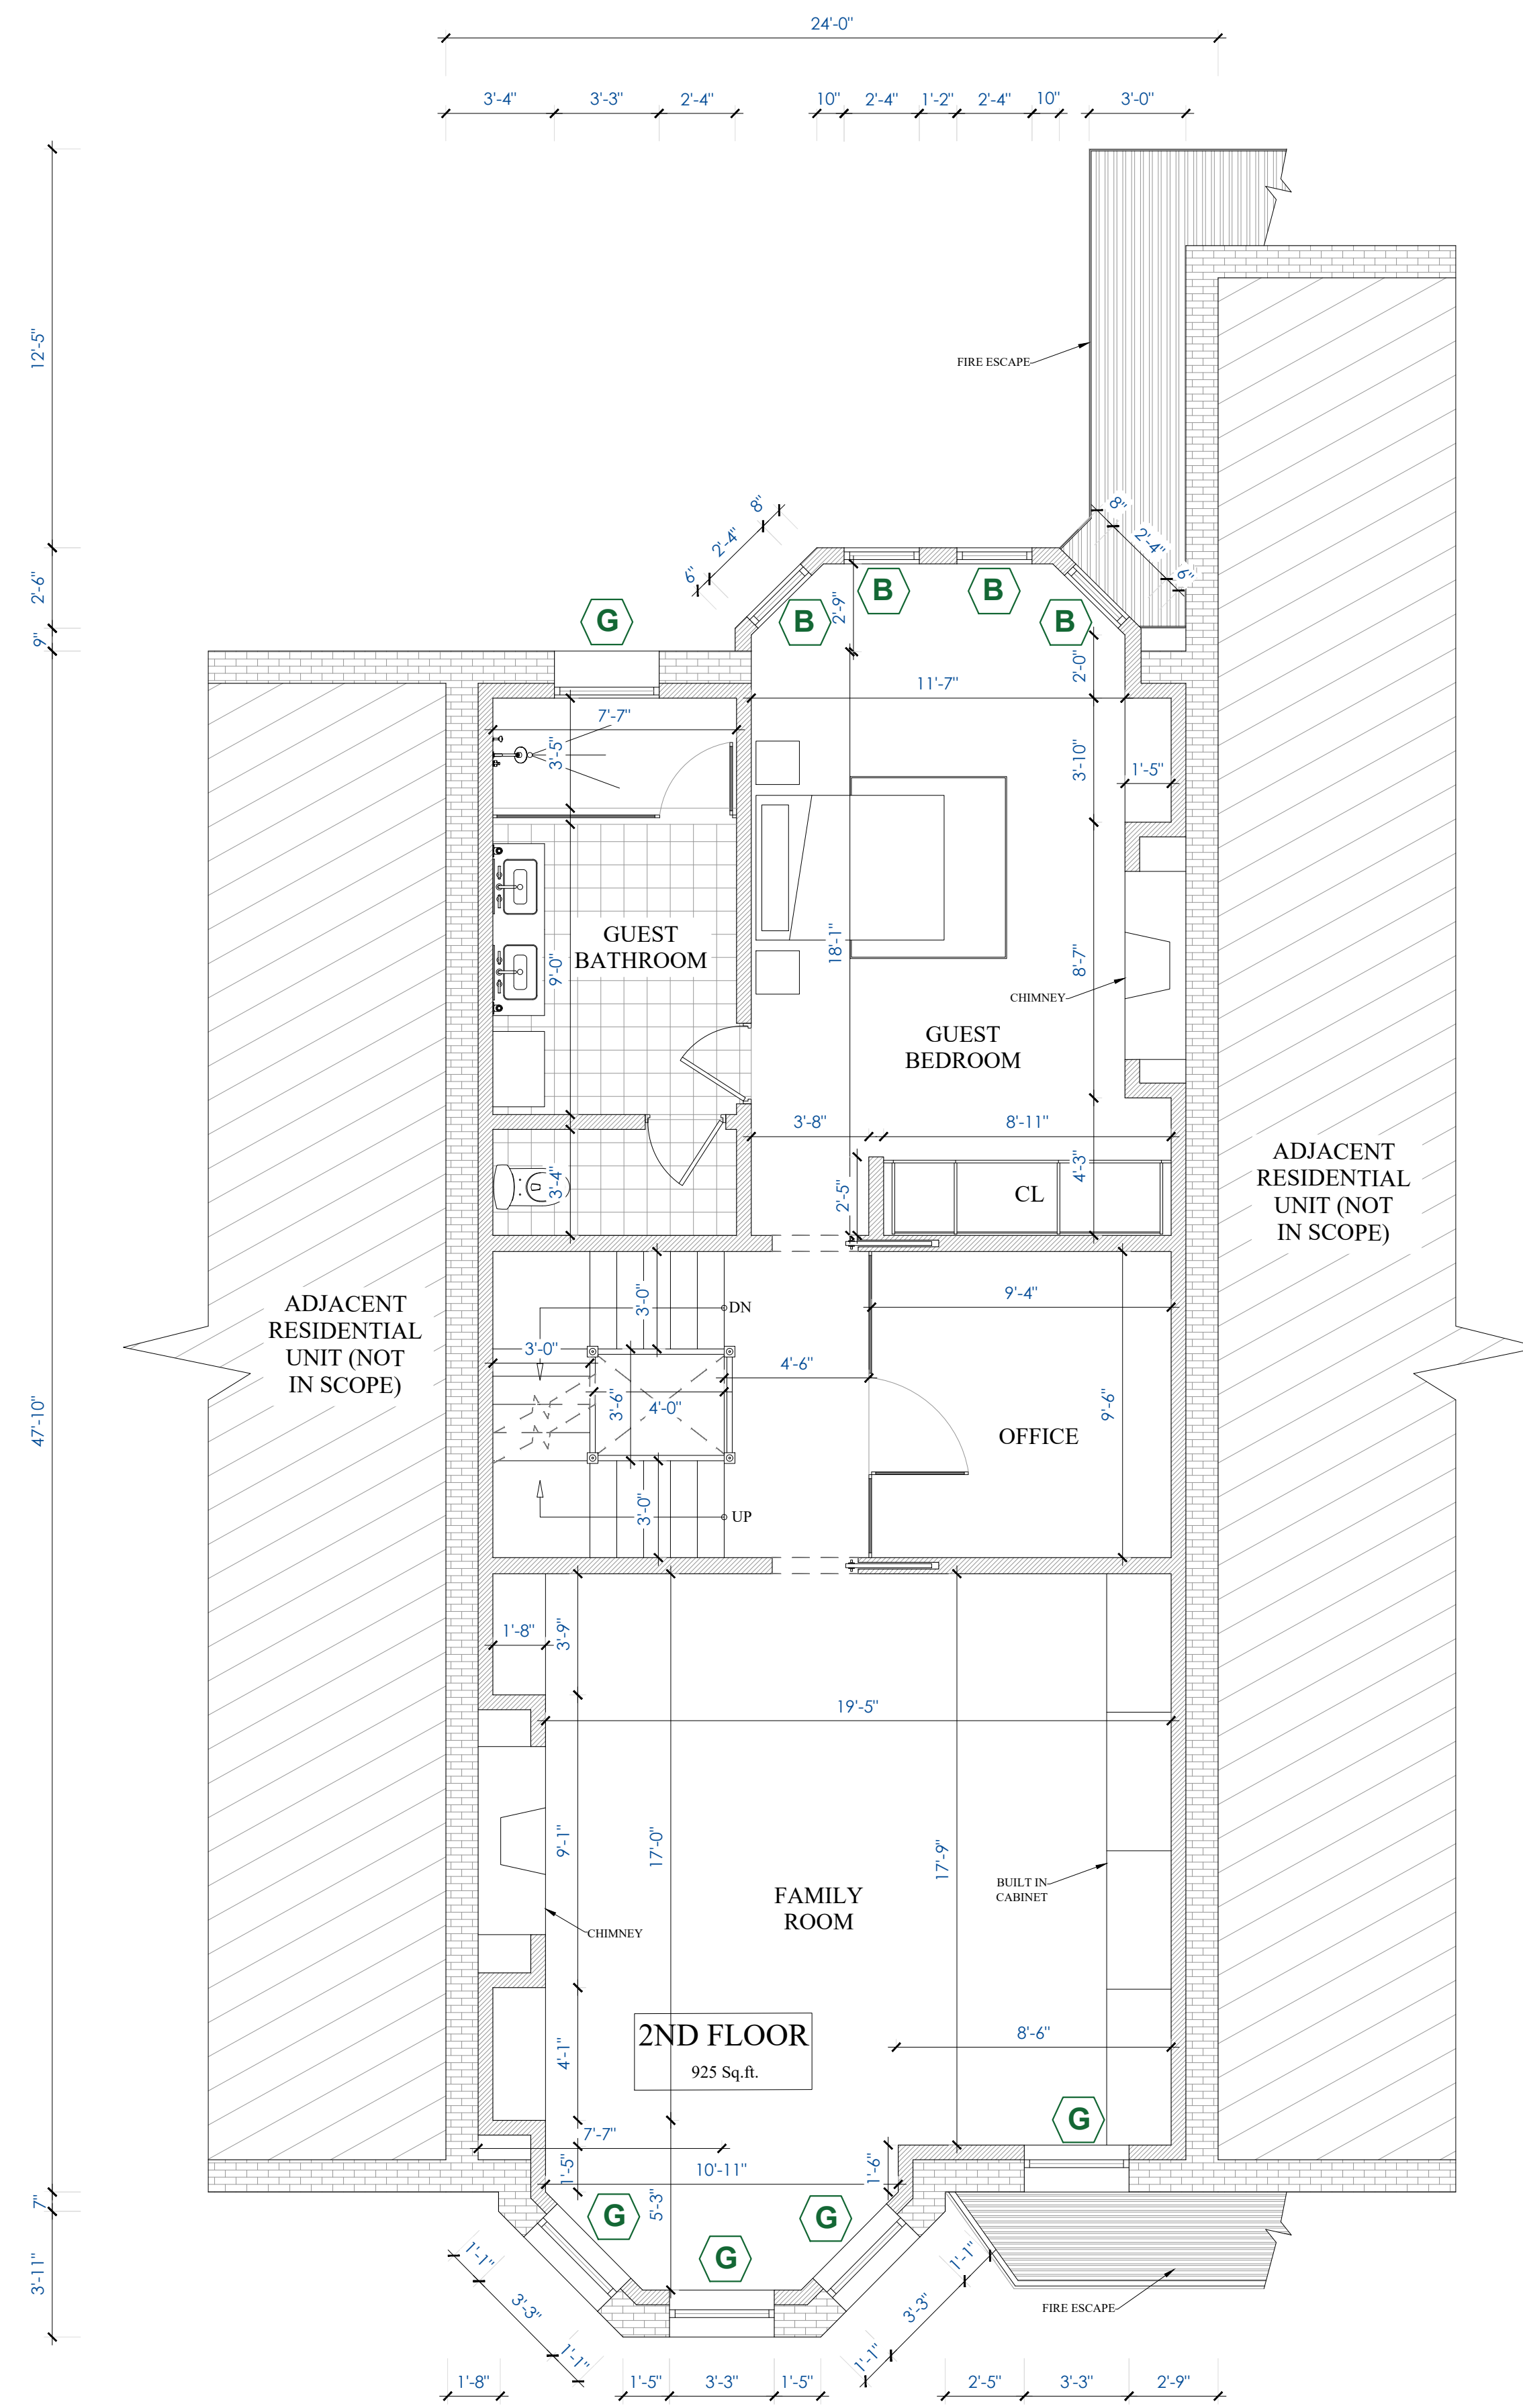 24'-0"
3'-4"
3'-3"
2'-4"
10"
2'-4"
1'-2"
2'-4"
10"
3'-0"
12'-5"
FIRE ESCAPE
8"
2'-4"
6"
8"
2'-4"
6"
2'-6"
9"
G
B
B
B
B
2'-9"
2'-0"
11'-7"
7'-7"
3'-5"
3'-10"
1'-5"
GUEST
BATHROOM
9'-0"
18'-1"
8'-7"
CHIMNEY
GUEST
BEDROOM
3'-8"
8'-11"
4'-3"
3'-4"
2'-5"
CL
ADJACENT
RESIDENTIAL
UNIT (NOT
IN SCOPE)
ADJACENT
RESIDENTIAL
UNIT (NOT
IN SCOPE)
47'-10"
3'-0"
DN
9'-4"
3'-0"
4'-6"
3'-6"
4'-0"
9'-6"
OFFICE
3'-0"
UP
1'-8"
3'-9"
19'-5"
9'-1"
17'-0"
17'-9"
FAMILY
ROOM
BUILT IN
CABINET
CHIMNEY
2ND FLOOR
925 Sq.ft.
4'-1"
8'-6"
G
7'-7"
1'-5"
10'-11"
1'-6"
5'-3"
7"
G
G
G
3'-11"
1'-1"
3'-3"
1'-1"
1'-1"
3'-3"
1'-1"
FIRE ESCAPE
1'-8"
1'-5"
3'-3"
1'-5"
2'-5"
3'-3"
2'-9"